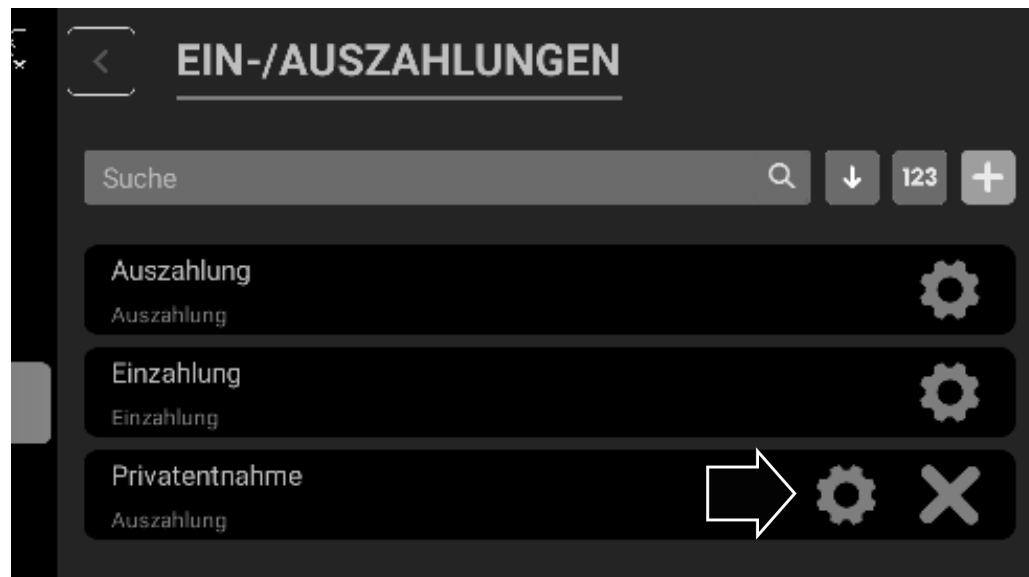 EIN-/AUSZAHLUNGEN
Suche
123
Auszahlung
Auszahlung
Einzahlung
Einzahlung
Privatentnahme
Auszahlung